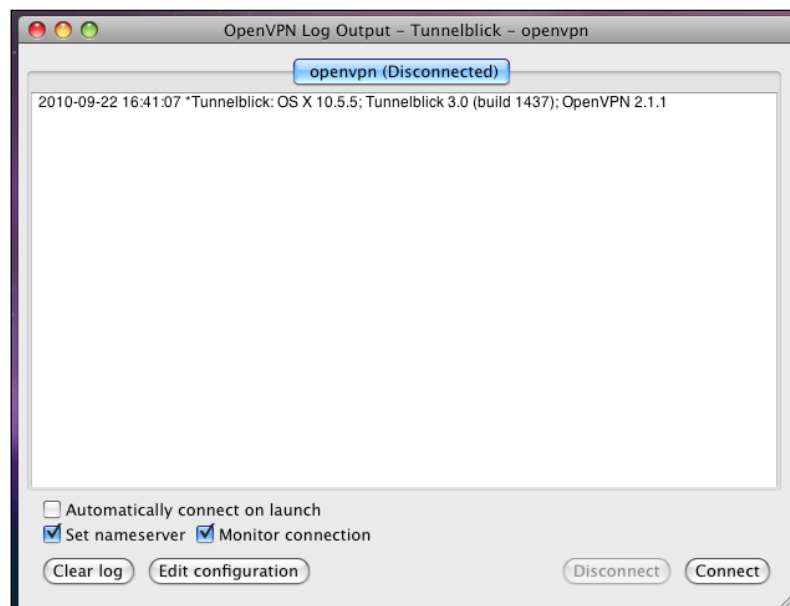 OpenVPN Log Output – Tunnelblick – openvpn
openvpn (Disconnected)
2010-09-22 16:41:07 *Tunnelblick: OS X 10.5.5; Tunnelblick 3.0 (build 1437); OpenVPN 2.1.1
Automatically connect on launch
Set nameserver Monitor connection
Clear log Edit configuration Disconnect Connect